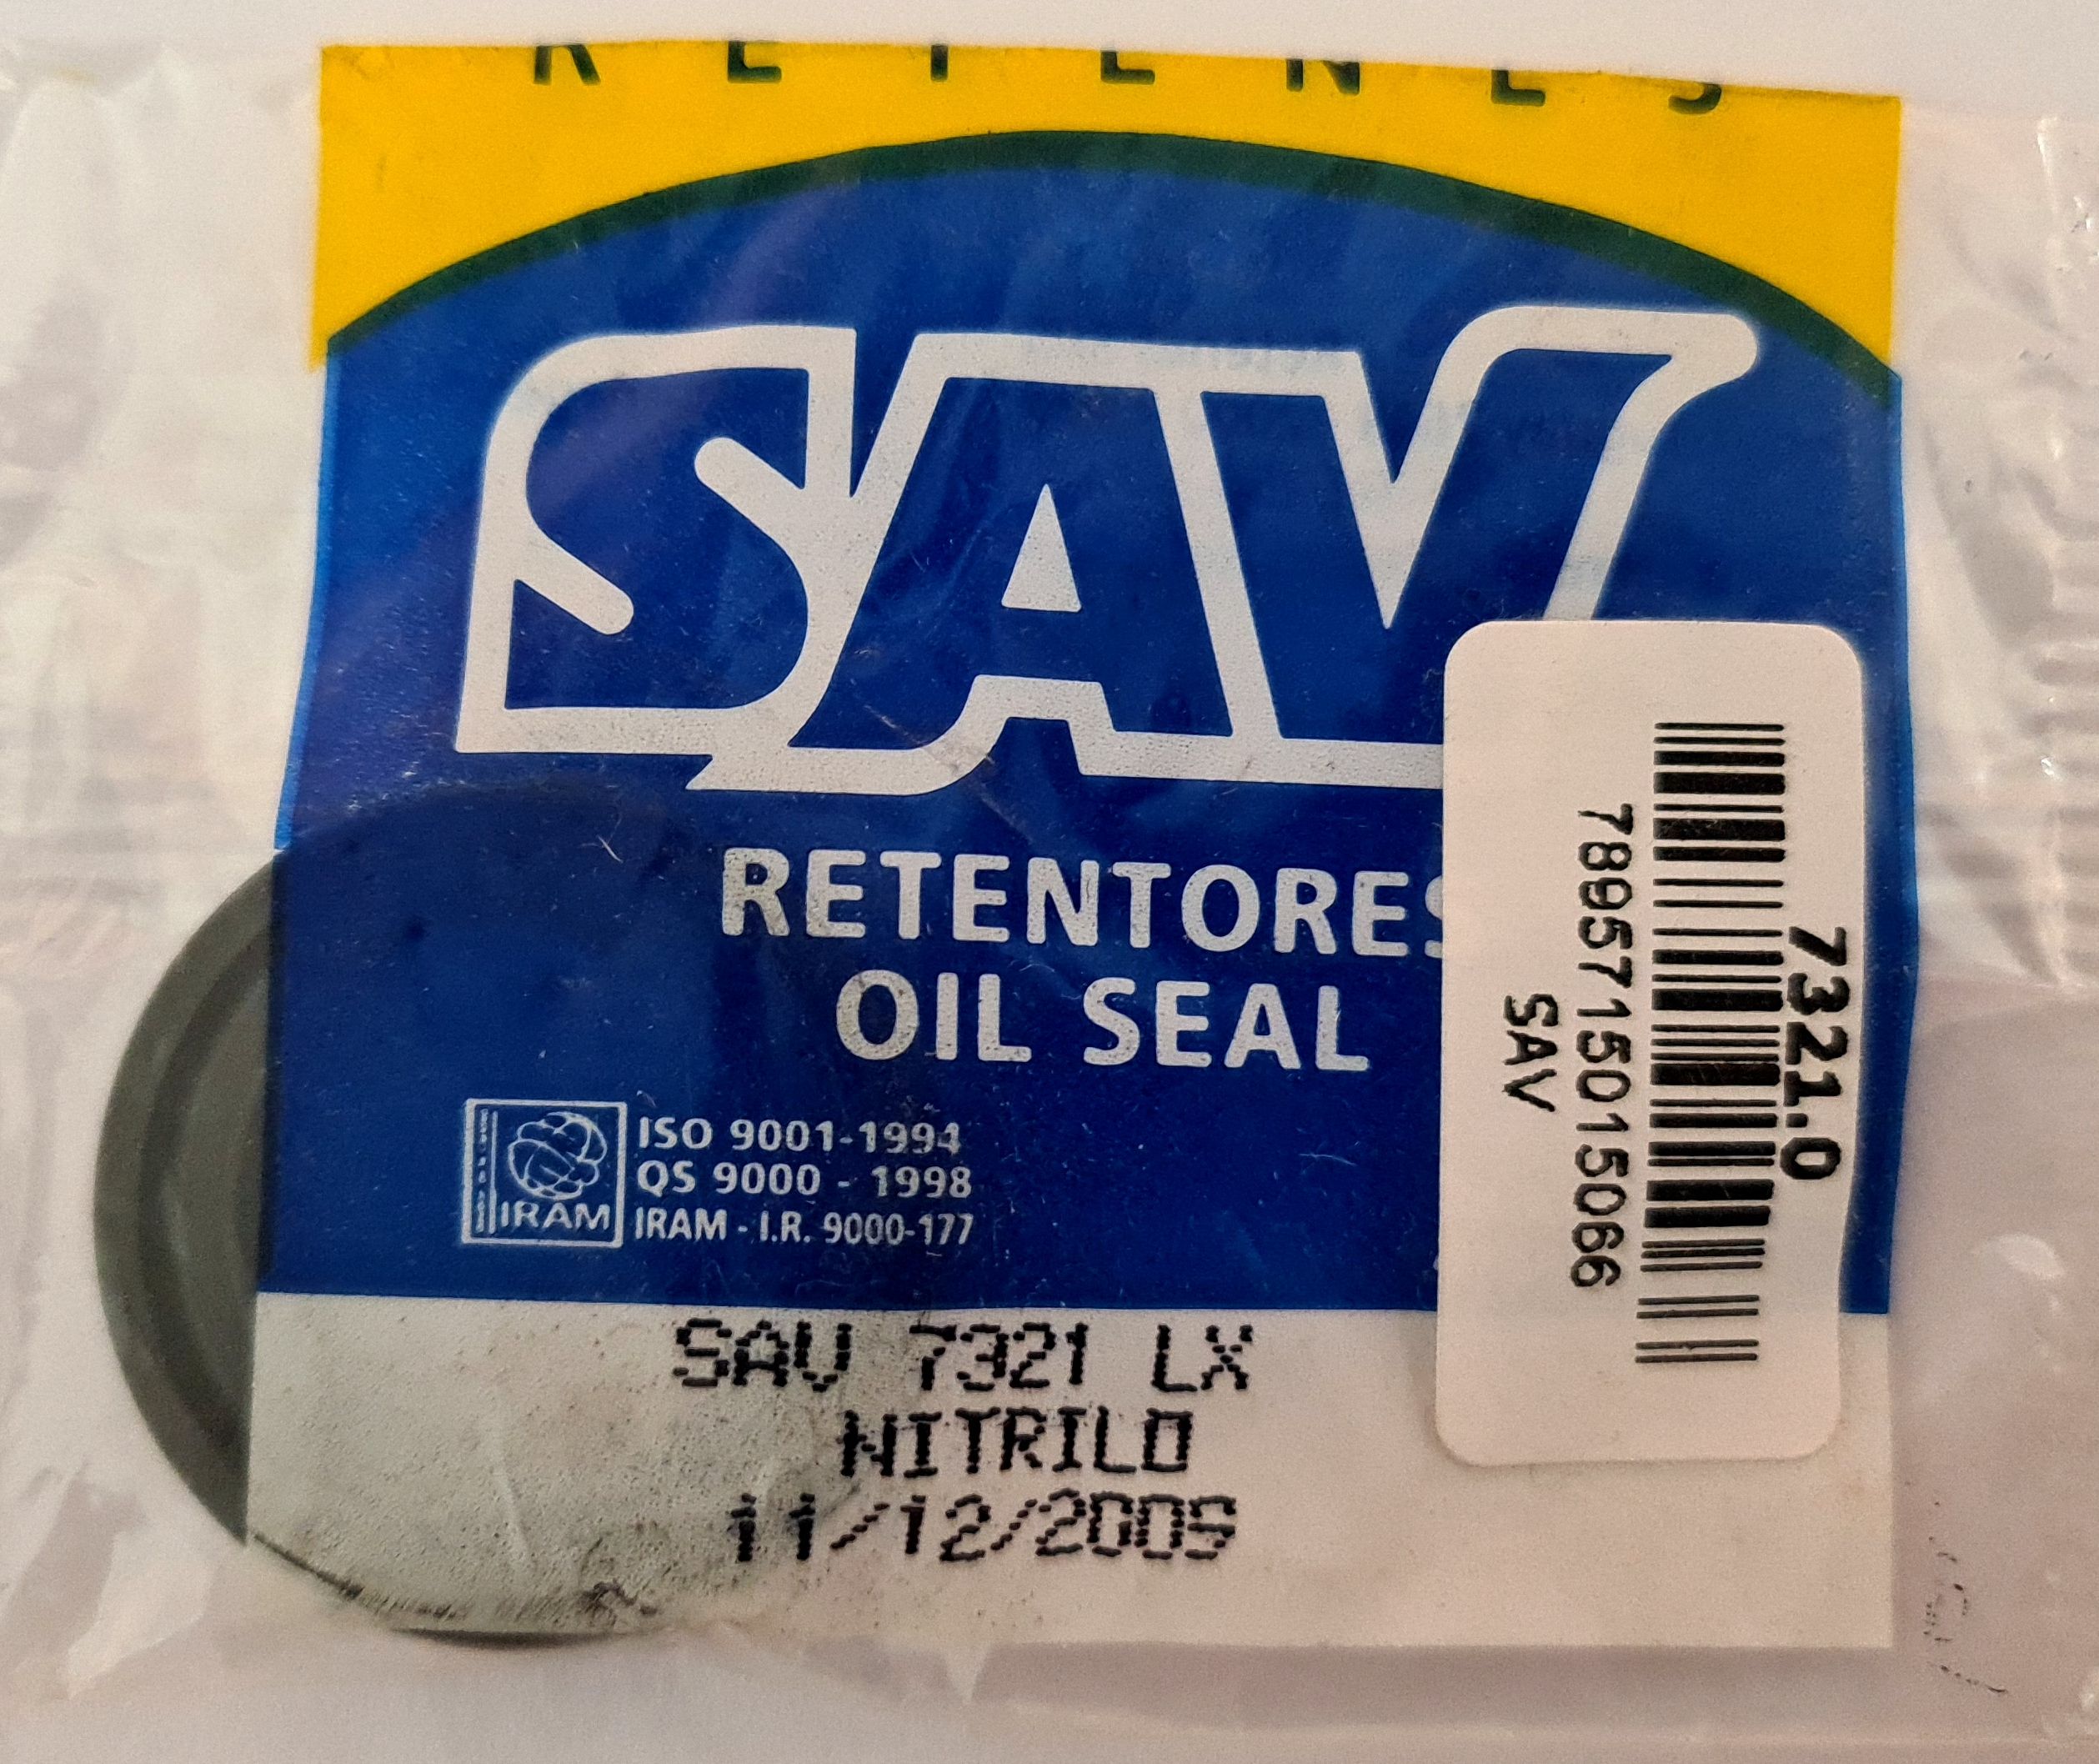 RETENES
SAV
RETENTORES
OIL SEAL
IRAM
ISO 9001-1994
QS 9000 - 1998
IRAM - I.R. 9000-177
SAV 7321 LX
NITRILO
11/12/2009
7321.0
7895715015066
SAV